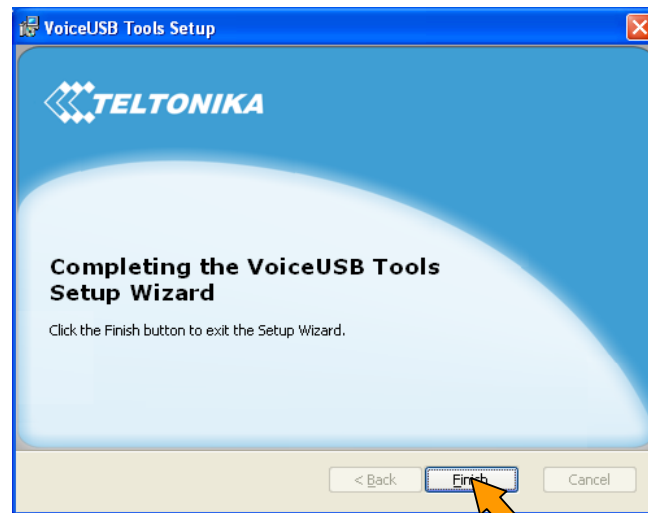 VoiceUSB Tools Setup
TELTONIKA
Completing the VoiceUSB Tools
Setup Wizard
Click the Finish button to exit the Setup Wizard.
< Back Finish Cancel